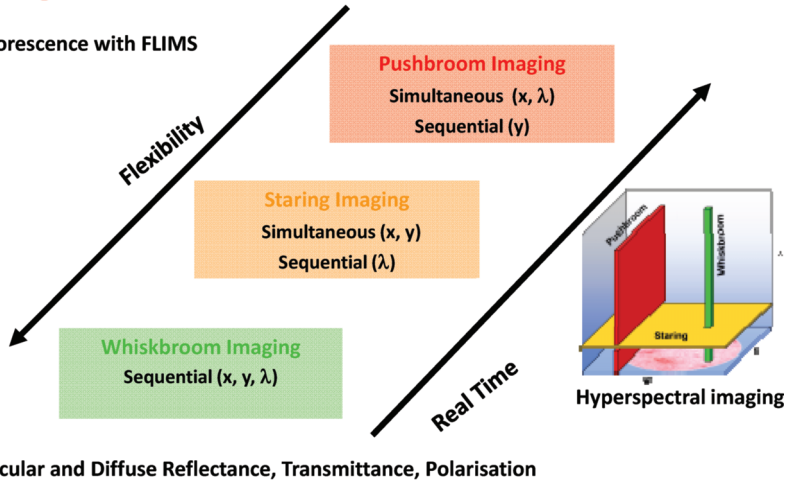 orescence with FLIMS
Pushbroom Imaging
Simultaneous (x, λ)
Sequential (y)
Flexibility
Staring Imaging
Simultaneous (x, y)
Sequential (λ)
Pushbroom
Whiskbroom
Staring
Whiskbroom Imaging
Sequential (x, y, λ)
Real Time
Hyperspectral imaging
cular and Diffuse Reflectance, Transmittance, Polarisation